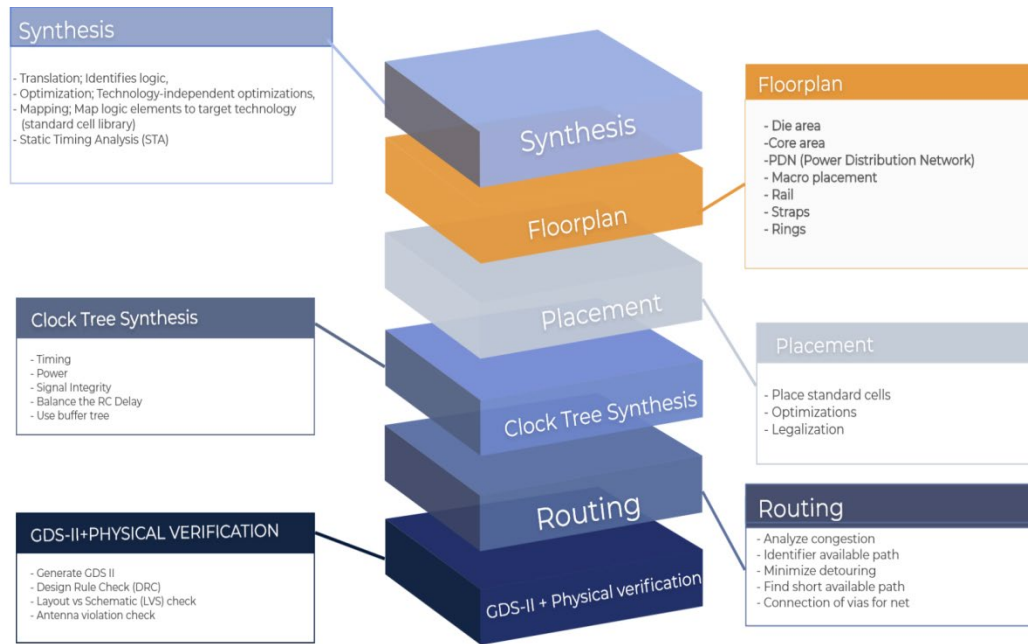 Synthesis
- Translation; Identifies logic,
- Optimization; Technology-independent optimizations,
- Mapping; Map logic elements to target technology
(standard cell library)
- Static Timing Analysis (STA)
Synthesis
Floorplan
- Die area
-Core area
-PDN (Power Distribution Network)
- Macro placement
- Rail
- Straps
- Rings
Floorplan
Placement
Clock Tree Synthesis
- Timing
- Power
- Signal Integrity
- Balance the RC Delay
- Use buffer tree
Placement
- Place standard cells
- Optimizations
- Legalization
Clock Tree Synthesis
Routing
Routing
- Analyze congestion
- Identifier available path
- Minimize detouring
- Find short available path
- Connection of vias for net
GDS-II+PHYSICAL VERIFICATION
- Generate GDS II
- Design Rule Check (DRC)
- Layout vs Schematic (LVS) check
- Antenna violation check
GDS-II + Physical verification